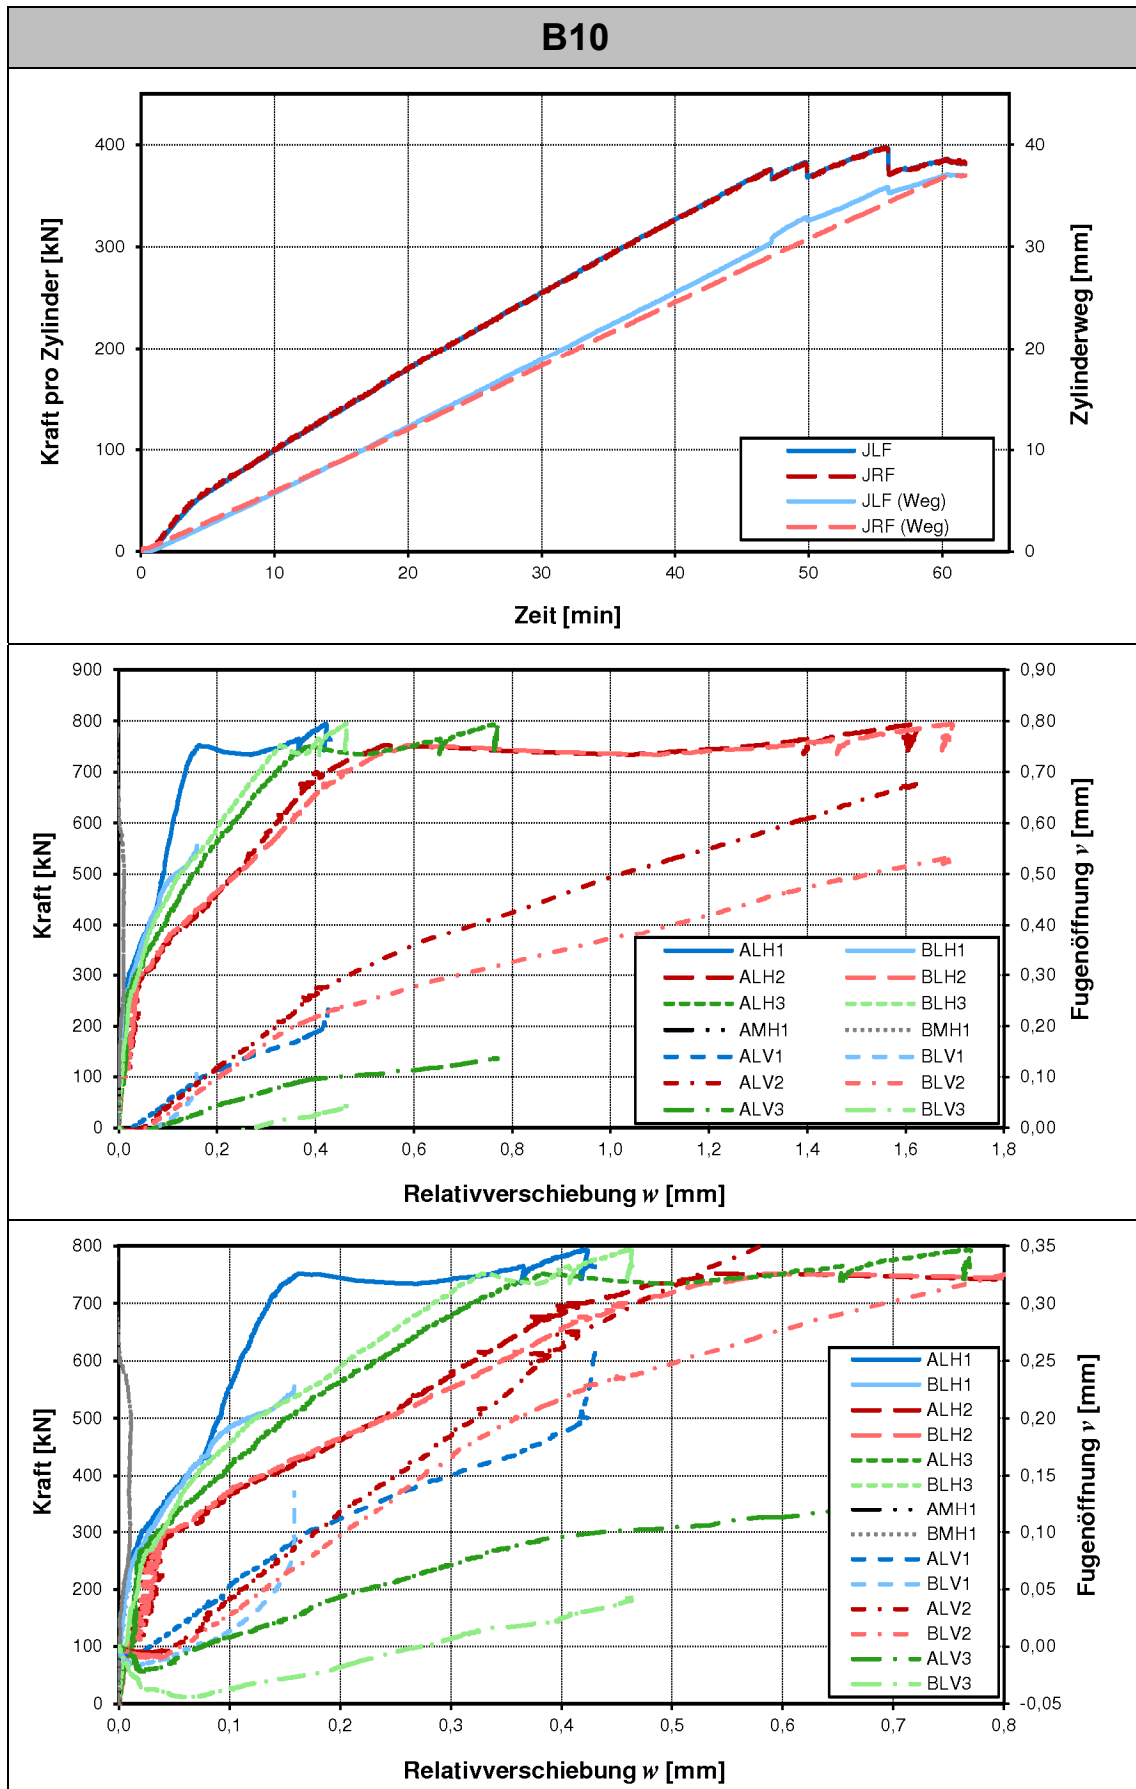 B10
Kraft pro Zylinder [kN]
400
300
200
100
0
40
30
20
10
0
Zylinderweg [mm]
JLF
JRF
JLF (Weg)
JRF (Weg)
0 10 20 30 40 50 60
Zeit [min]
Kraft [kN]
900
800
700
600
500
400
300
200
100
0
0,90
0,80
0,70
0,60
0,50
0,40
0,30
0,20
0,10
0,00
Fugenöffnung v [mm]
ALH1 BLH1
ALH2 BLH2
ALH3 BLH3
AMH1 BMH1
ALV1 BLV1
ALV2 BLV2
ALV3 BLV3
0,0 0,2 0,4 0,6 0,8 1,0 1,2 1,4 1,6 1,8
Relativverschiebung w [mm]
Kraft [kN]
800
700
600
500
400
300
200
100
0
0,35
0,30
0,25
0,20
0,15
0,10
0,05
0,00
-0,05
Fugenöffnung v [mm]
ALH1
BLH1
ALH2
BLH2
ALH3
BLH3
AMH1
BMH1
ALV1
BLV1
ALV2
BLV2
ALV3
BLV3
0,0 0,1 0,2 0,3 0,4 0,5 0,6 0,7 0,8
Relativverschiebung w [mm]